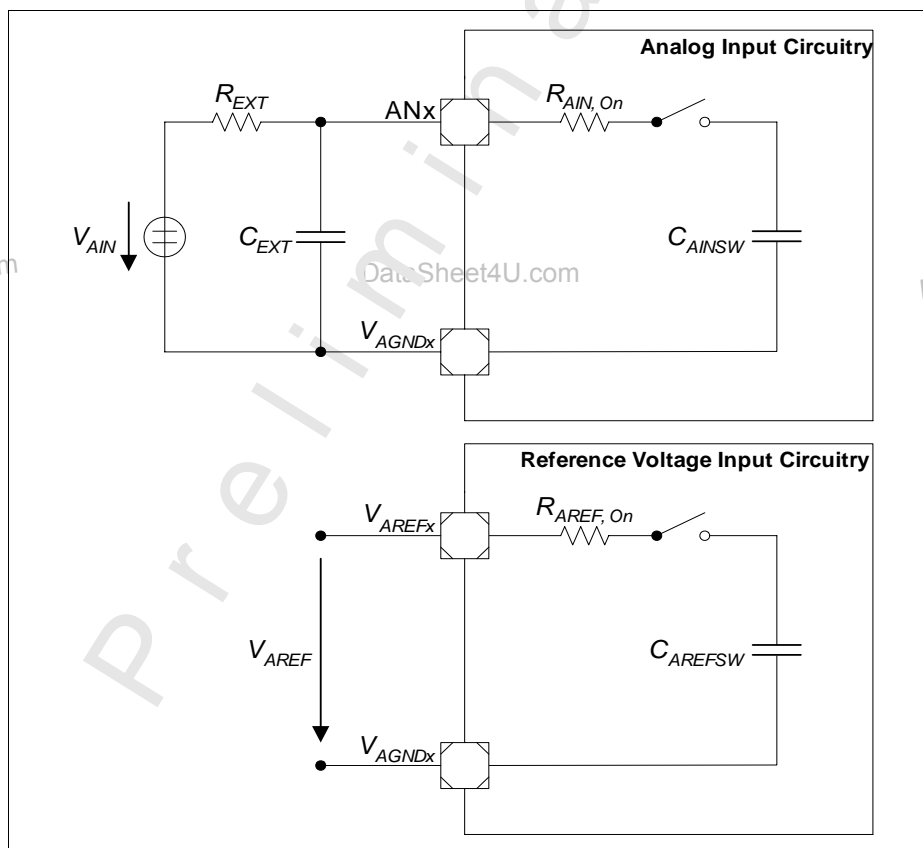 Analog Input Circuitry
R_EXT
ANx
R_AIN, On
V_AIN
C_EXT
C_AINSW
DataSheet4U.com
V_AGNDx
Reference Voltage Input Circuitry
V_AREFx
R_AREF, On
V_AREF
C_AREFSW
V_AGNDx
Prelimina